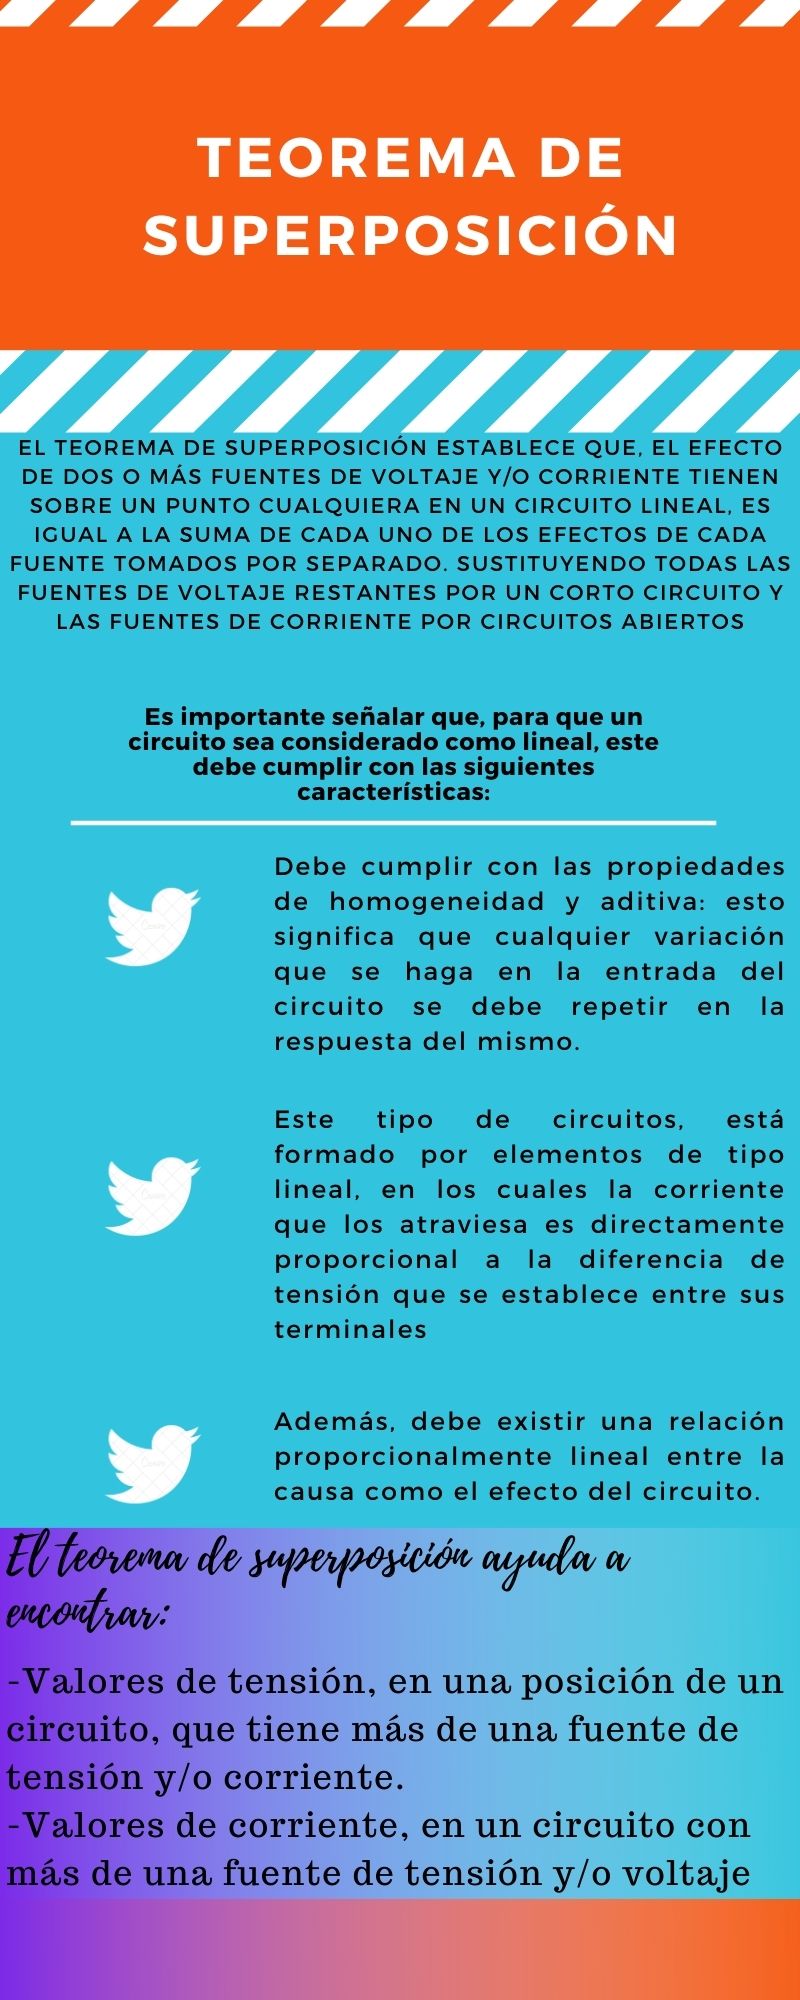 TEOREMA DE
SUPERPOSICIÓN
EL TEOREMA DE SUPERPOSICIÓN ESTABLECE QUE, EL EFECTO
DE DOS O MÁS FUENTES DE VOLTAJE Y/O CORRIENTE TIENEN
SOBRE UN PUNTO CUALQUIERA EN UN CIRCUITO LINEAL, ES
IGUAL A LA SUMA DE CADA UNO DE LOS EFECTOS DE CADA
FUENTE TOMADOS POR SEPARADO. SUSTITUYENDO TODAS LAS
FUENTES DE VOLTAJE RESTANTES POR UN CORTO CIRCUITO Y
LAS FUENTES DE CORRIENTE POR CIRCUITOS ABIERTOS
Es importante señalar que, para que un
circuito sea considerado como lineal, este
debe cumplir con las siguientes
características:
Debe cumplir con las propiedades
de homogeneidad y aditiva: esto
significa que cualquier variación
que se haga en la entrada del
circuito se debe repetir en la
respuesta del mismo.
Este tipo de circuitos, está
formado por elementos de tipo
lineal, en los cuales la corriente
que los atraviesa es directamente
proporcional a la diferencia de
tensión que se establece entre sus
terminales
Además, debe existir una relación
proporcionalmente lineal entre la
causa como el efecto del circuito.
El teorema de superposición ayuda a
encontrar:
-Valores de tensión, en una posición de un
circuito, que tiene más de una fuente de
tensión y/o corriente.
-Valores de corriente, en un circuito con
más de una fuente de tensión y/o voltaje